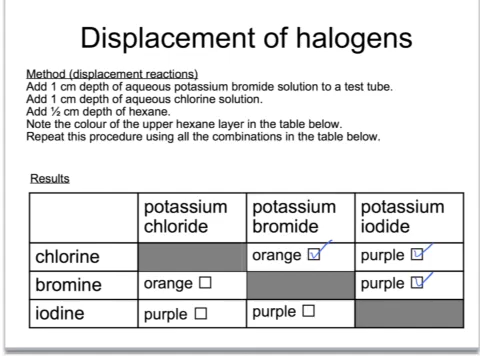 Displacement of halogens
Method (displacement reactions)
Add 1 cm depth of aqueous potassium bromide solution to a test tube.
Add 1 cm depth of aqueous chlorine solution.
Add ½ cm depth of hexane.
Note the colour of the upper hexane layer in the table below.
Repeat this procedure using all the combinations in the table below.
Results
potassium chloride potassium bromide potassium iodide
chlorine orange ☑ purple ☑
bromine orange ☐ purple ☑
iodine purple ☐ purple ☐